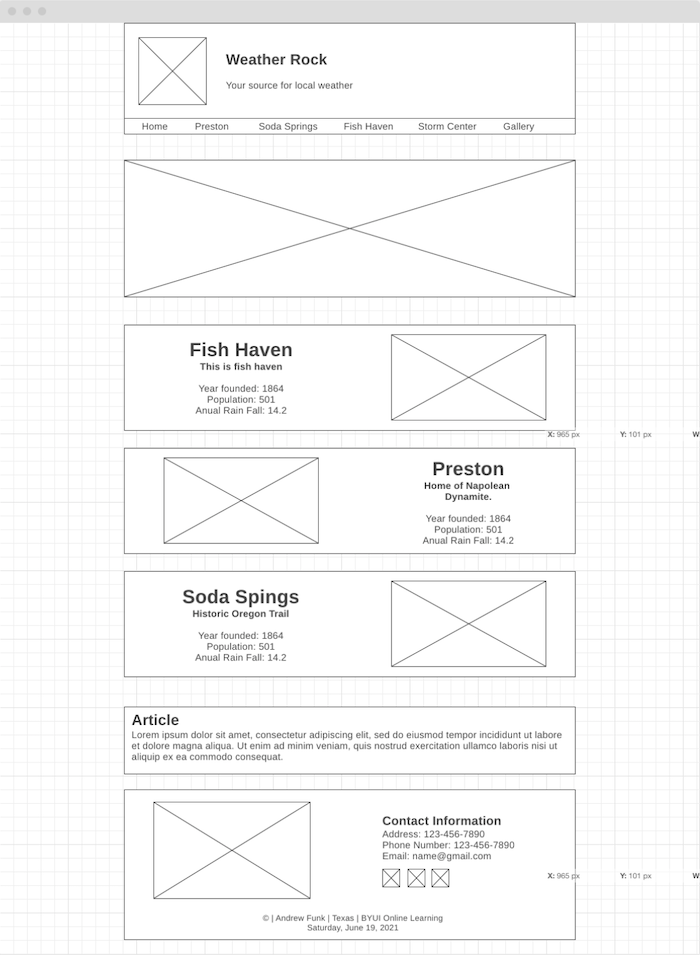 Weather Rock
Your source for local weather
Home Preston Soda Springs Fish Haven Storm Center Gallery
Fish Haven
This is fish haven
Year founded: 1864
Population: 501
Anual Rain Fall: 14.2
X: 965 px Y: 101 px W
Preston
Home of Napolean
Dynamite.
Year founded: 1864
Population: 501
Anual Rain Fall: 14.2
Soda Spings
Historic Oregon Trail
Year founded: 1864
Population: 501
Anual Rain Fall: 14.2
Article
Lorem ipsum dolor sit amet, consectetur adipiscing elit, sed do eiusmod tempor incididunt ut labore
et dolore magna aliqua. Ut enim ad minim veniam, quis nostrud exercitation ullamco laboris nisi ut
aliquip ex ea commodo consequat.
Contact Information
Address: 123-456-7890
Phone Number: 123-456-7890
Email: name@gmail.com
X: 965 px Y: 101 px W
© | Andrew Funk | Texas | BYUI Online Learning
Saturday, June 19, 2021